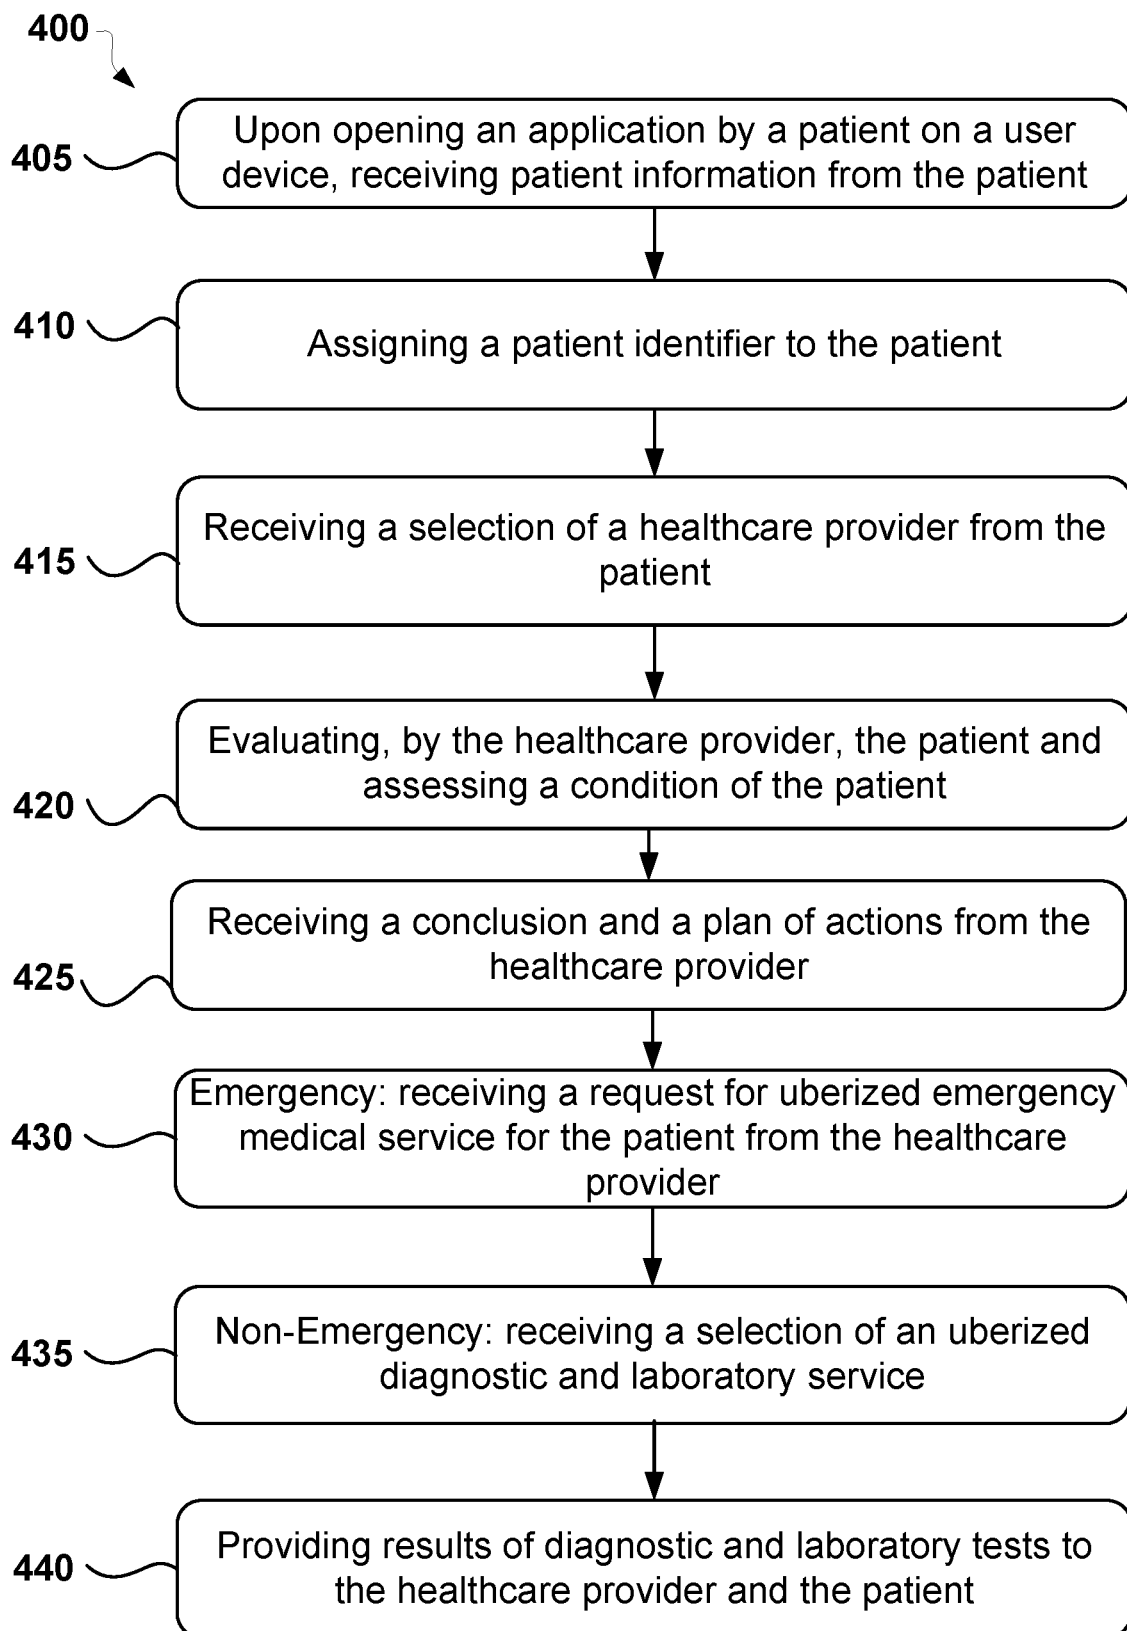 400
405
Upon opening an application by a patient on a user
device, receiving patient information from the patient
410
Assigning a patient identifier to the patient
415
Receiving a selection of a healthcare provider from the
patient
420
Evaluating, by the healthcare provider, the patient and
assessing a condition of the patient
425
Receiving a conclusion and a plan of actions from the
healthcare provider
430
Emergency: receiving a request for uberized emergency
medical service for the patient from the healthcare
provider
435
Non-Emergency: receiving a selection of an uberized
diagnostic and laboratory service
440
Providing results of diagnostic and laboratory tests to
the healthcare provider and the patient